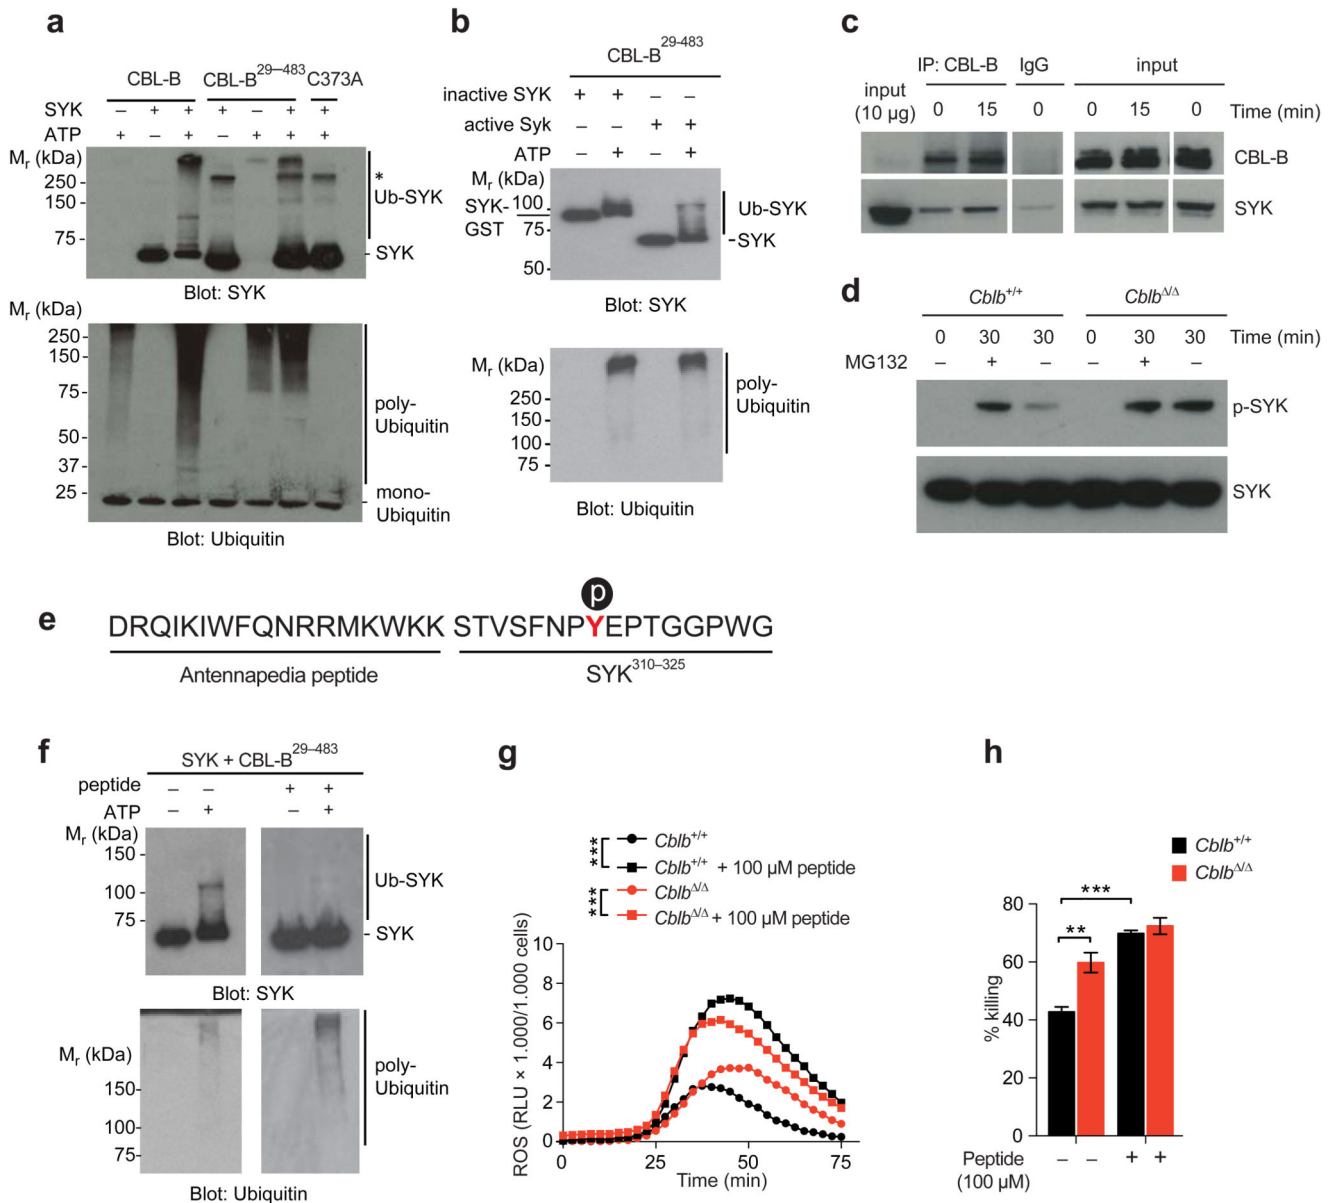 a
CBL-B CBL-B29–483 C373A
SYK – + + + – + +
ATP + – + – + + +
Mr (kDa)
250
150
75
*
Ub-SYK
SYK
Blot: SYK
Mr (kDa)
250
150
75
50
37
25
poly-
Ubiquitin
mono-
Ubiquitin
Blot: Ubiquitin
b
CBL-B29-483
inactive SYK + + – –
active Syk – – + +
ATP – + – +
Mr (kDa)
SYK-
GST
100
75
50
Ub-SYK
SYK
Blot: SYK
Mr (kDa)
250
150
100
75
poly-
Ubiquitin
Blot: Ubiquitin
c
IP: CBL-B IgG input
input
(10 µg)
0 15 0 0 15 0 Time (min)
CBL-B
SYK
d
Cblb+/+ CblbΔ/Δ
0 30 30 0 30 30 Time (min)
MG132 – + – – + –
p-SYK
SYK
e
p
DRQIKIWFQNRRMKWKK STVSFNPYEPTGGPWG
Antennapedia peptide SYK310–325
f
SYK + CBL-B29–483
peptide – – + +
ATP – + – +
Mr (kDa)
150
100
75
Ub-SYK
SYK
Blot: SYK
Mr (kDa)
150
100
75
poly-
Ubiquitin
Blot: Ubiquitin
g
*** Cblb+/+
Cblb+/+ + 100 µM peptide
*** CblbΔ/Δ
CblbΔ/Δ + 100 µM peptide
ROS (RLU × 1.000/1.000 cells)
10
8
6
4
2
0
0 25 50 75
Time (min)
h
Cblb+/+
CblbΔ/Δ
% killing
80
60
40
20
0
***
**
Peptide
(100 µM)
– – + +